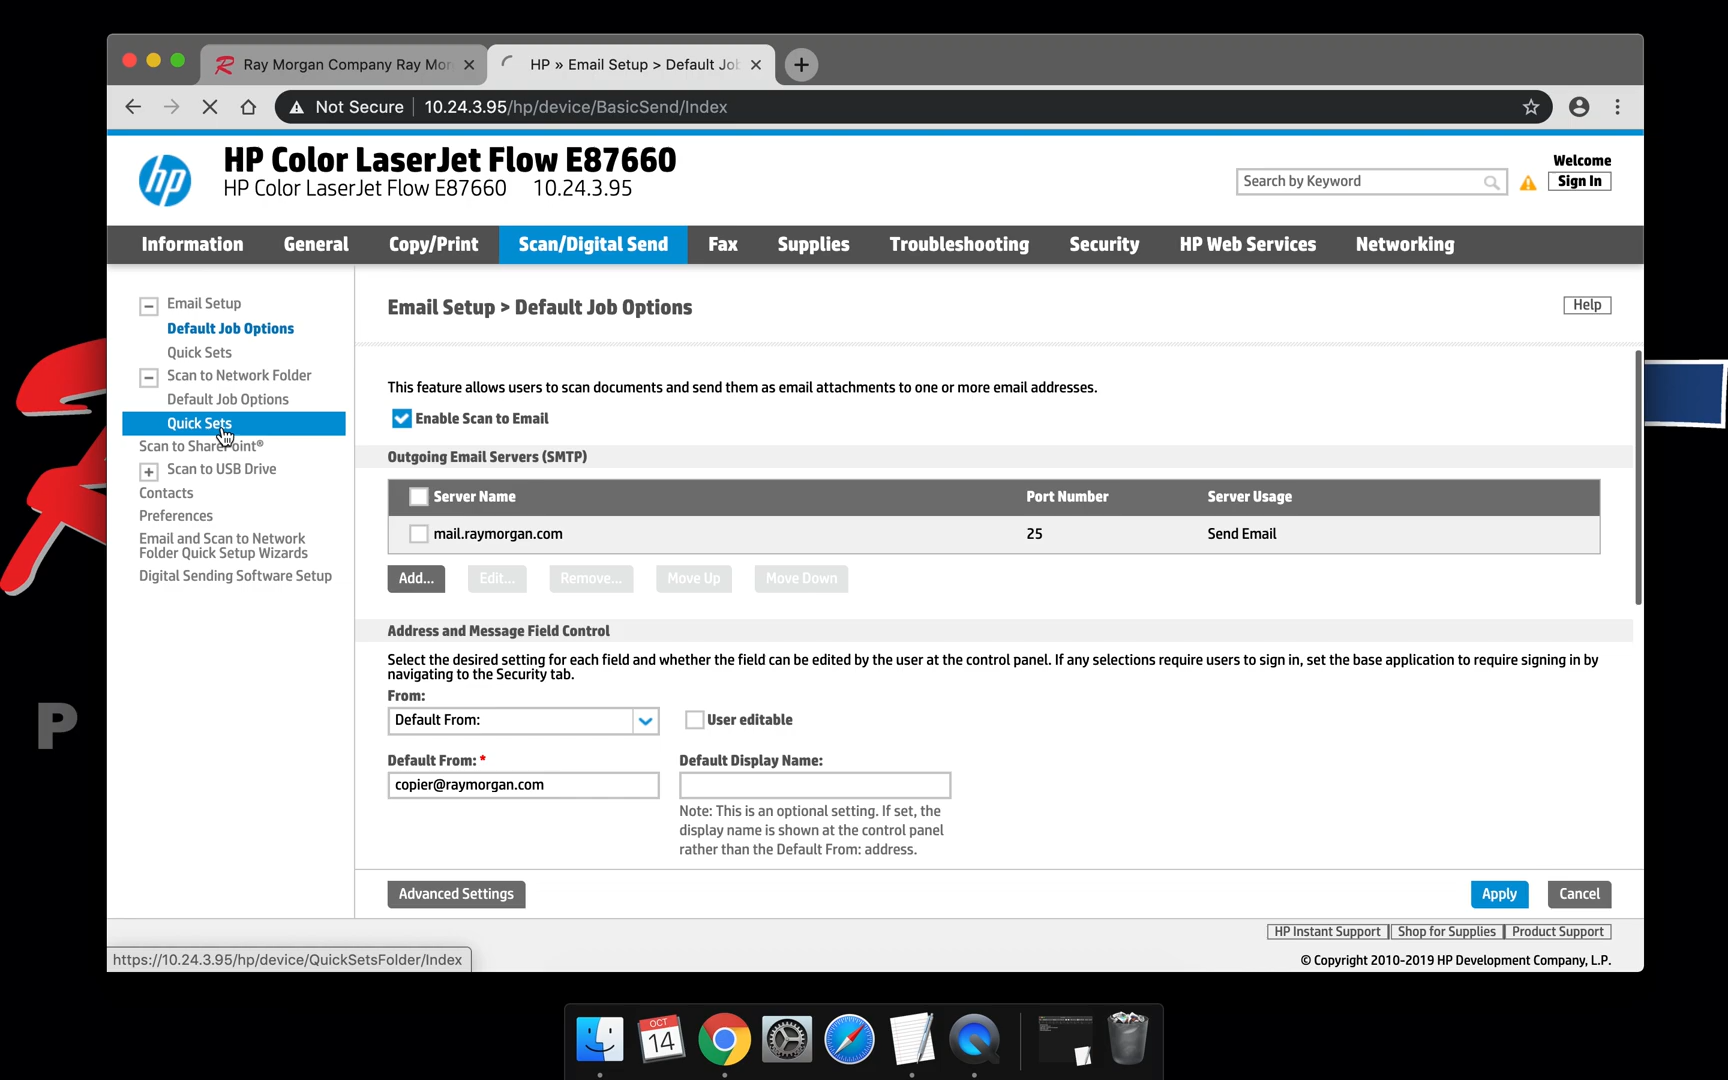 Ray Morgan Company Ray Mor
HP » Email Setup > Default Job
Not Secure 10.24.3.95/hp/device/BasicSend/Index
hp
HP Color LaserJet Flow E87660
HP Color LaserJet Flow E87660 10.24.3.95
Search by Keyword
Welcome
Sign In
Information General Copy/Print Scan/Digital Send Fax Supplies Troubleshooting Security HP Web Services Networking
Email Setup
Default Job Options
Quick Sets
Scan to Network Folder
Default Job Options
Quick Sets
Scan to SharePoint®
Scan to USB Drive
Contacts
Preferences
Email and Scan to Network
Folder Quick Setup Wizards
Digital Sending Software Setup
Email Setup > Default Job Options
Help
This feature allows users to scan documents and send them as email attachments to one or more email addresses.
Enable Scan to Email
Outgoing Email Servers (SMTP)
Server Name Port Number Server Usage
mail.raymorgan.com 25 Send Email
Add... Edit... Remove... Move Up Move Down
Address and Message Field Control
Select the desired setting for each field and whether the field can be edited by the user at the control panel. If any selections require users to sign in, set the base application to require signing in by
navigating to the Security tab.
From:
Default From: User editable
Default From: * Default Display Name:
copier@raymorgan.com
Note: This is an optional setting. If set, the
display name is shown at the control panel
rather than the Default From: address.
Advanced Settings Apply Cancel
HP Instant Support Shop for Supplies Product Support
https://10.24.3.95/hp/device/QuickSetsFolder/Index
© Copyright 2010-2019 HP Development Company, L.P.
P
OCT
14